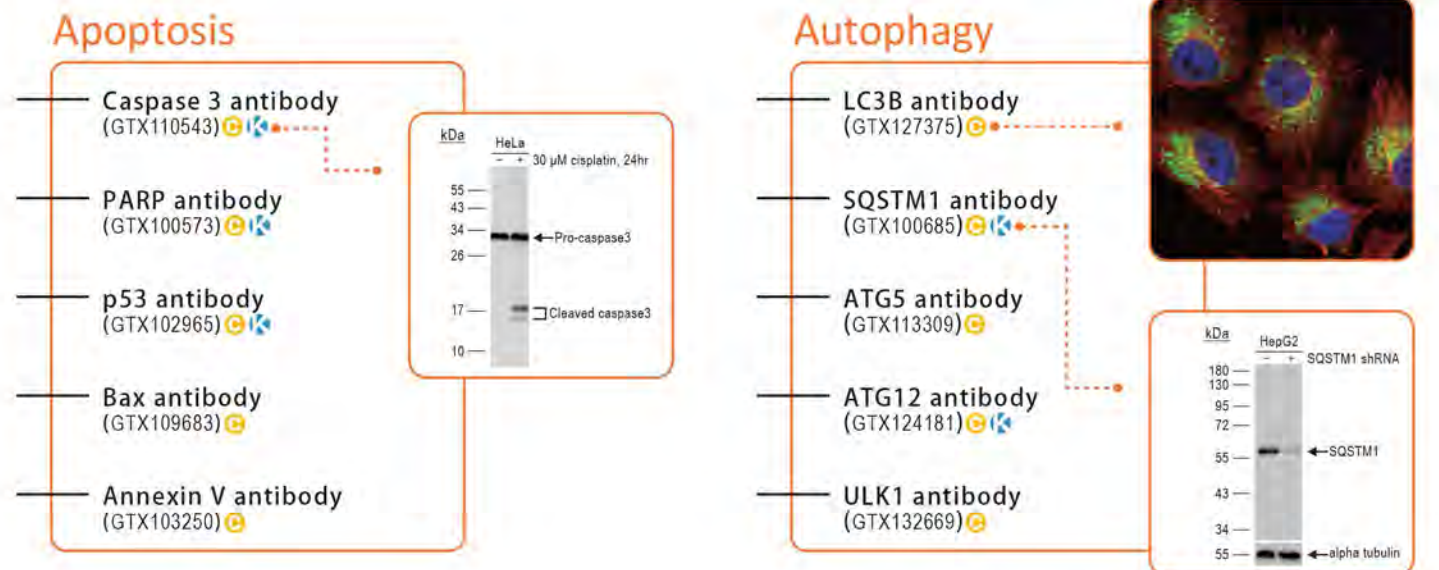 Apoptosis
Caspase 3 antibody
(GTX110543) C K
PARP antibody
(GTX100573) C K
p53 antibody
(GTX102965) C K
Bax antibody
(GTX109683) C
Annexin V antibody
(GTX103250) C
kDa
HeLa
- + 30 µM cisplatin, 24hr
55
43
34
Pro-caspase3
26
17
Cleaved caspase3
10
Autophagy
LC3B antibody
(GTX127375) C
SQSTM1 antibody
(GTX100685) C K
ATG5 antibody
(GTX113309) C
ATG12 antibody
(GTX124181) C K
ULK1 antibody
(GTX132669) C
kDa
HepG2
- + SQSTM1 shRNA
180
130
95
72
55
SQSTM1
43
34
55
alpha tubulin